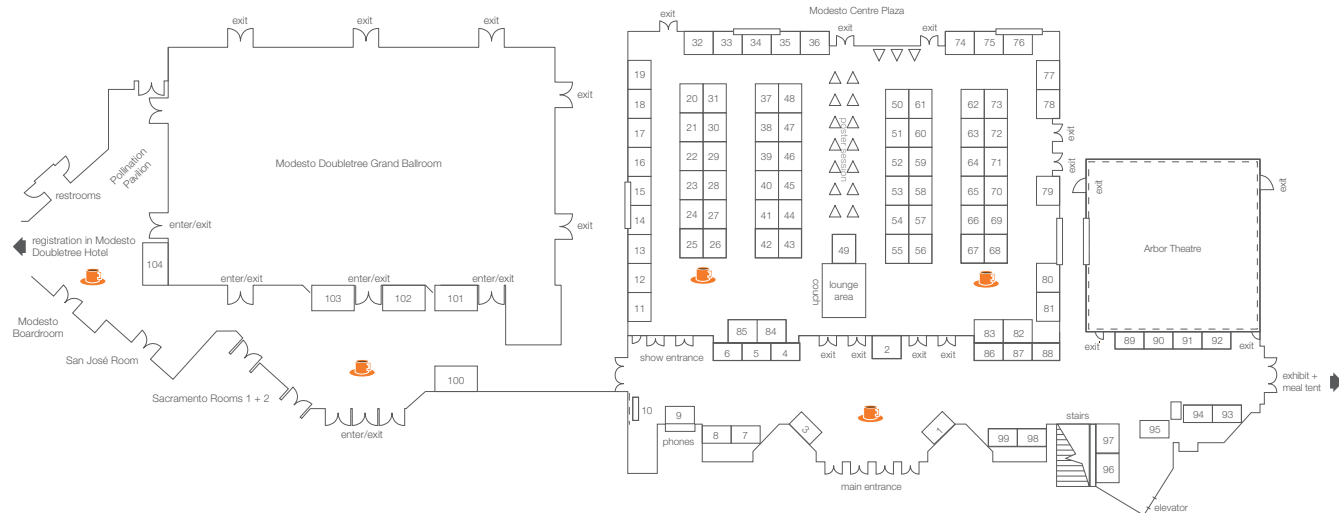 Modesto Centre Plaza
exit
exit
exit
exit
exit
exit
32 33 34 35 36
74 75 76
19
18
17
16
15
14
13
12
11
20 31
21 30
22 29
23 28
24 27
25 26
37 48
38 47
39 46
40 45
41 44
42 43
poster session
49
couch
lounge
area
50 61
51 60
52 59
53 58
54 57
55 56
62 73
63 72
64 71
65 70
66 69
67 68
77
78
exit
exit
79
80
81
exit
exit
Arbor Theatre
exit
exit
89 90 91 92
exit
exit
Modesto Doubletree Grand Ballroom
Pollination
Pavilion
restrooms
enter/exit
registration in Modesto
Doubletree Hotel
104
enter/exit
enter/exit
enter/exit
103 102 101
Modesto
Boardroom
San José Room
Sacramento Rooms 1 + 2
enter/exit
100
show entrance
85 84
6 5 4
exit
exit
2
exit
exit
83 82
86 87 88
exhibit +
meal tent
10
9
phones
8 7
3
1
main entrance
99 98
stairs
97
96
95
94 93
elevator